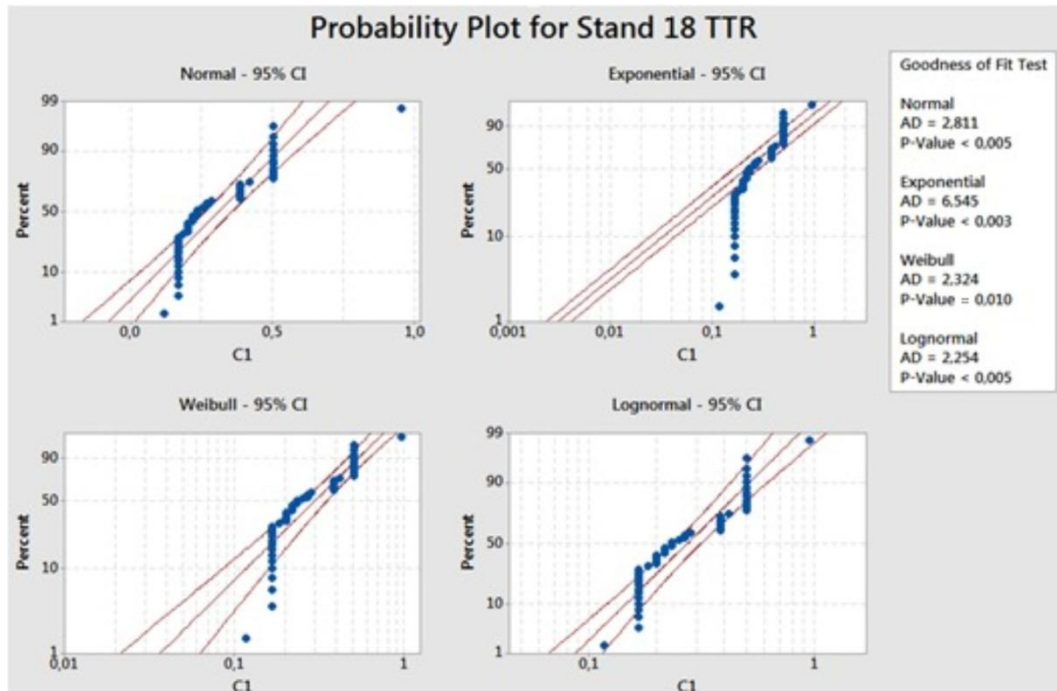 Probability Plot for Stand 18 TTR
Normal - 95% CI
Percent
99
90
50
10
1
0,0
0,5
1,0
C1
Exponential - 95% CI
Percent
90
50
10
1
0,001
0,01
0,1
1
C1
Goodness of Fit Test
Normal
AD = 2,811
P-Value < 0,005
Exponential
AD = 6,545
P-Value < 0,003
Weibull
AD = 2,324
P-Value = 0,010
Lognormal
AD = 2,254
P-Value < 0,005
Weibull - 95% CI
Percent
90
50
10
1
0,01
0,1
1
C1
Lognormal - 95% CI
Percent
99
90
50
10
1
0,1
1
C1